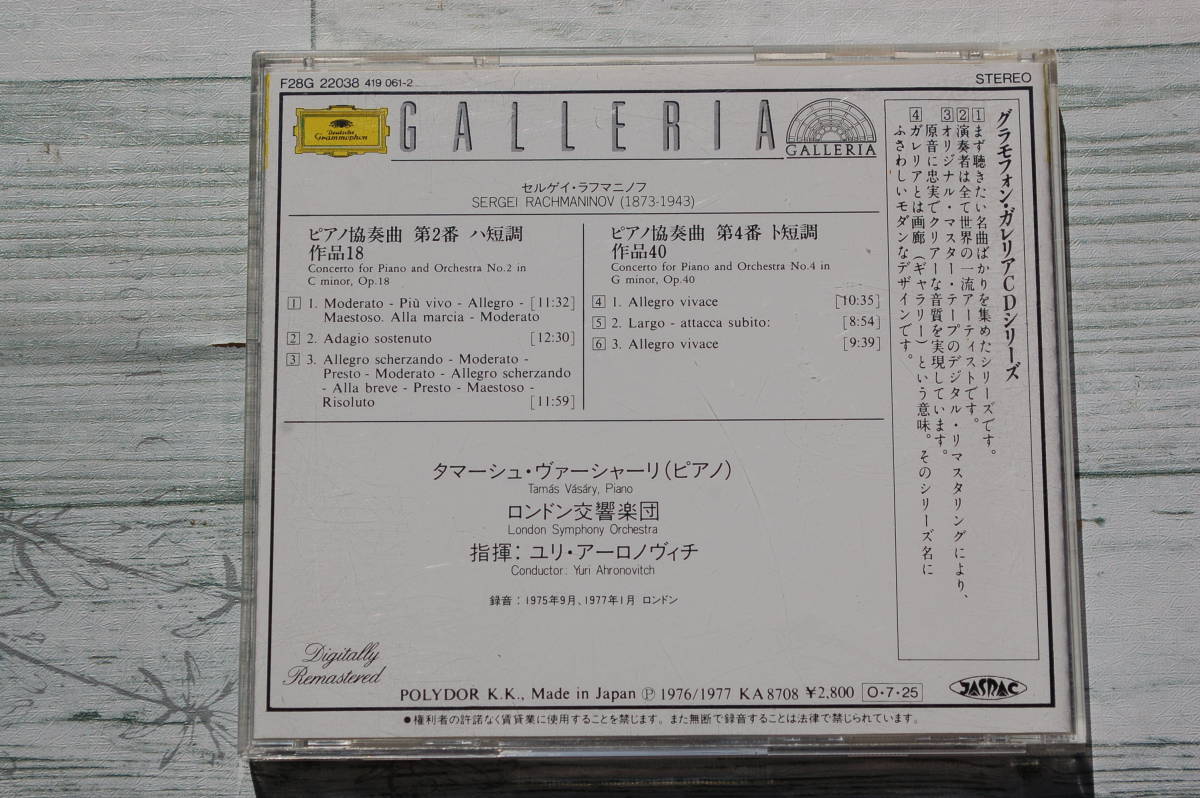 F28G 22038 419 061-2
STEREO
Deutsche
Grammophon
GALLERIA
GALLERIA
セルゲイ・ラフマニノフ
SERGEI RACHMANINOV (1873-1943)
ピアノ協奏曲 第2番 ハ短調
作品18
Concerto for Piano and Orchestra No.2 in
C minor, Op.18
1 1. Moderato - Più vivo - Allegro - [11:32]
Maestoso. Alla marcia - Moderato
2 2. Adagio sostenuto [12:30]
3 3. Allegro scherzando - Moderato -
Presto - Moderato - Allegro scherzando
- Alla breve - Presto - Maestoso -
Risoluto [11:59]
ピアノ協奏曲 第4番 ト短調
作品40
Concerto for Piano and Orchestra No.4 in
G minor, Op.40
4 1. Allegro vivace [10:35]
5 2. Largo - attacca subito: [8:54]
6 3. Allegro vivace [9:39]
タマーシュ・ヴァーシャーリ(ピアノ)
Tamás Vásáry, Piano
ロンドン交響楽団
London Symphony Orchestra
指揮: ユリ・アーロノヴィチ
Conductor: Yuri Ahronovitch
録音:1975年9月、1977年1月 ロンドン
グラモフォン・ガレリアCDシリーズ
1 まず聴きたい名曲ばかりを集めたシリーズです。
2 演奏者は全て世界の一流アーティストです。
3 オリジナル・マスター・テープのデジタル・リマスタリングにより、
原音に忠実でクリアーな音質を実現しています。
4 ガレリアとは画廊(ギャラリー)という意味。そのシリーズ名に
ふさわしいモダンなデザインです。
Digitally
Remastered
POLYDOR K.K., Made in Japan ℗ 1976/1977 KA8708 ¥2,800 O・7・25
JASRAC
●権利者の許諾なく賃貸業に使用することを禁じます。また無断で録音することは法律で禁じられています。